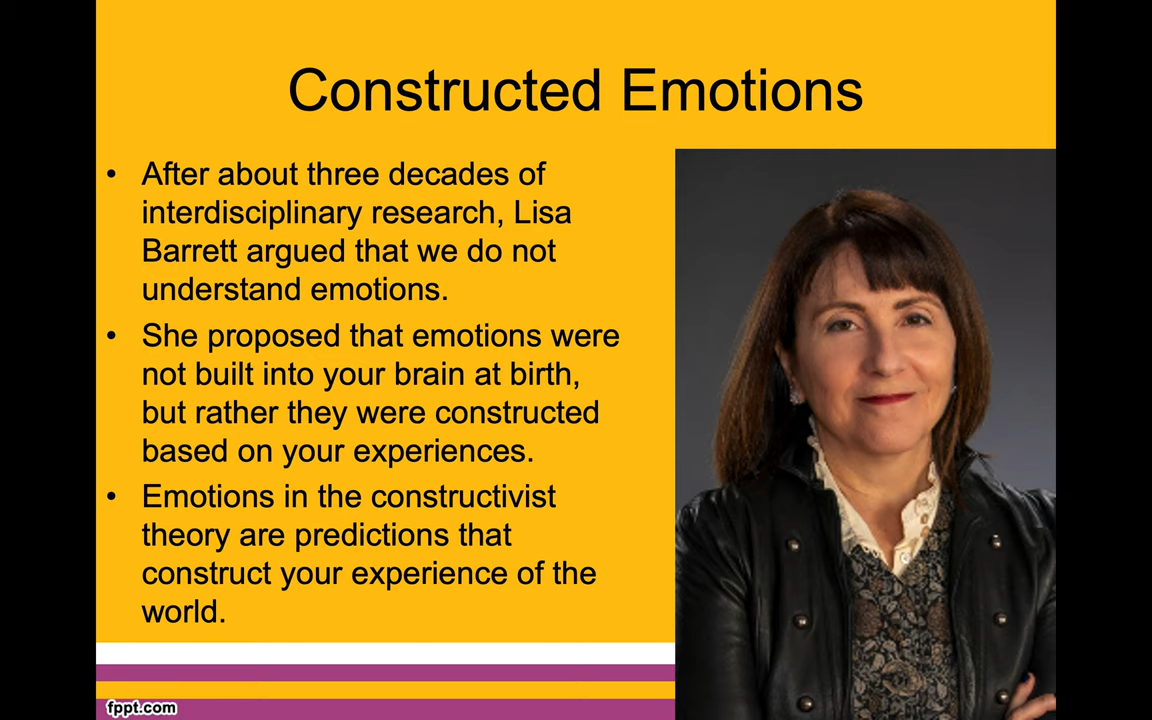 Constructed Emotions
• After about three decades of
interdisciplinary research, Lisa
Barrett argued that we do not
understand emotions.
• She proposed that emotions were
not built into your brain at birth,
but rather they were constructed
based on your experiences.
• Emotions in the constructivist
theory are predictions that
construct your experience of the
world.
fppt.com